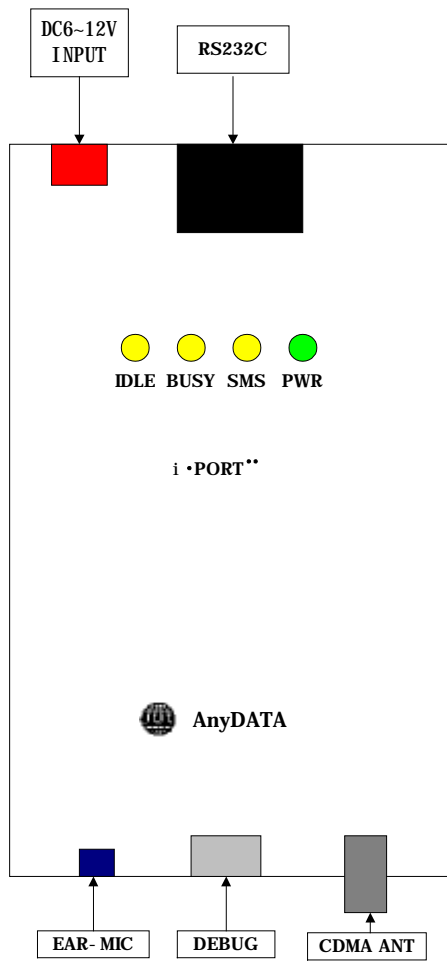 DC6~12V
INPUT
RS232C
IDLE BUSY SMS PWR
i •PORT••
AnyDATA
EAR-MIC
DEBUG
CDMA ANT